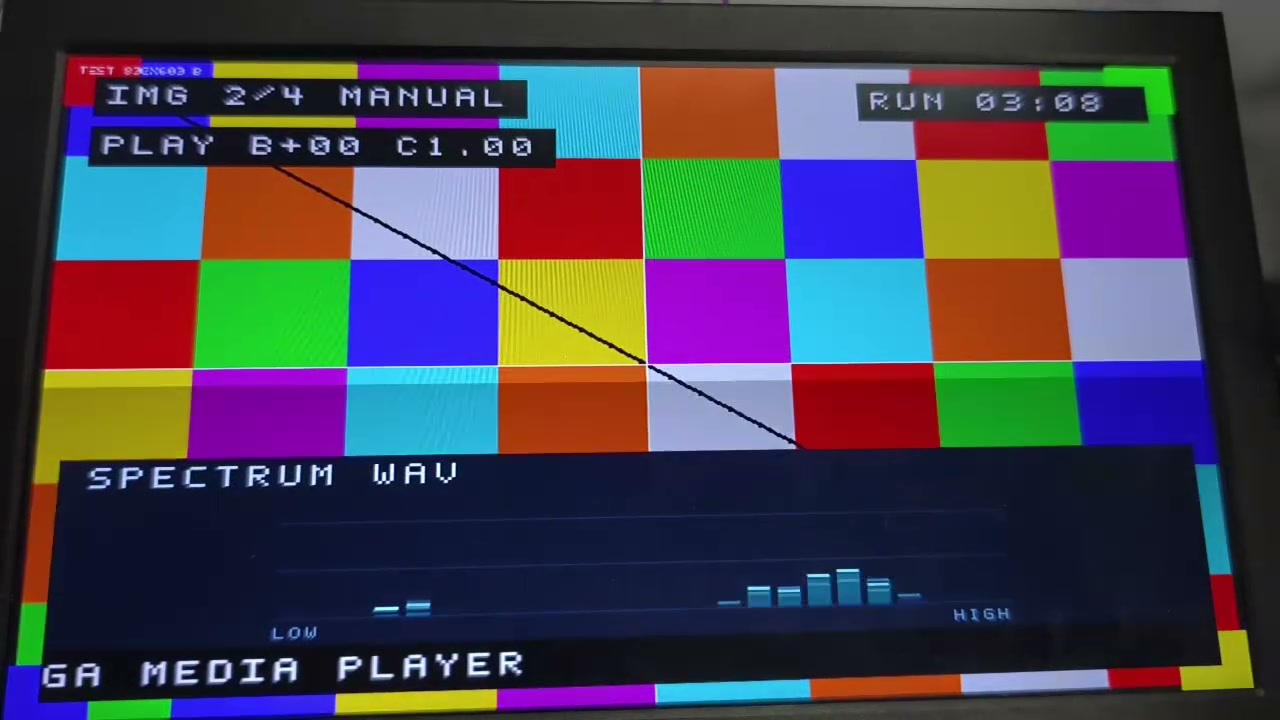 IMG 2/4 MANUAL
RUN 03:08
PLAY B+00 C1.00
SPECTRUM WAV
LOW
HIGH
GA MEDIA PLAYER